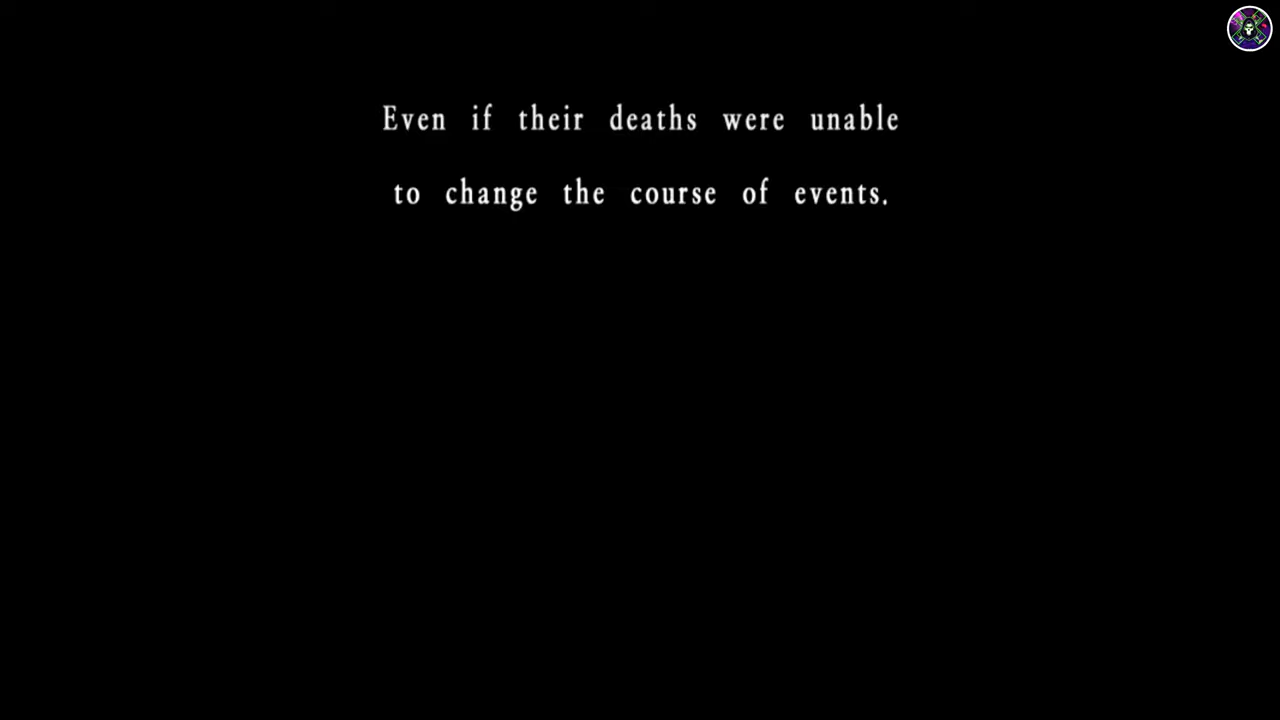 Even if their deaths were unable
to change the course of events.